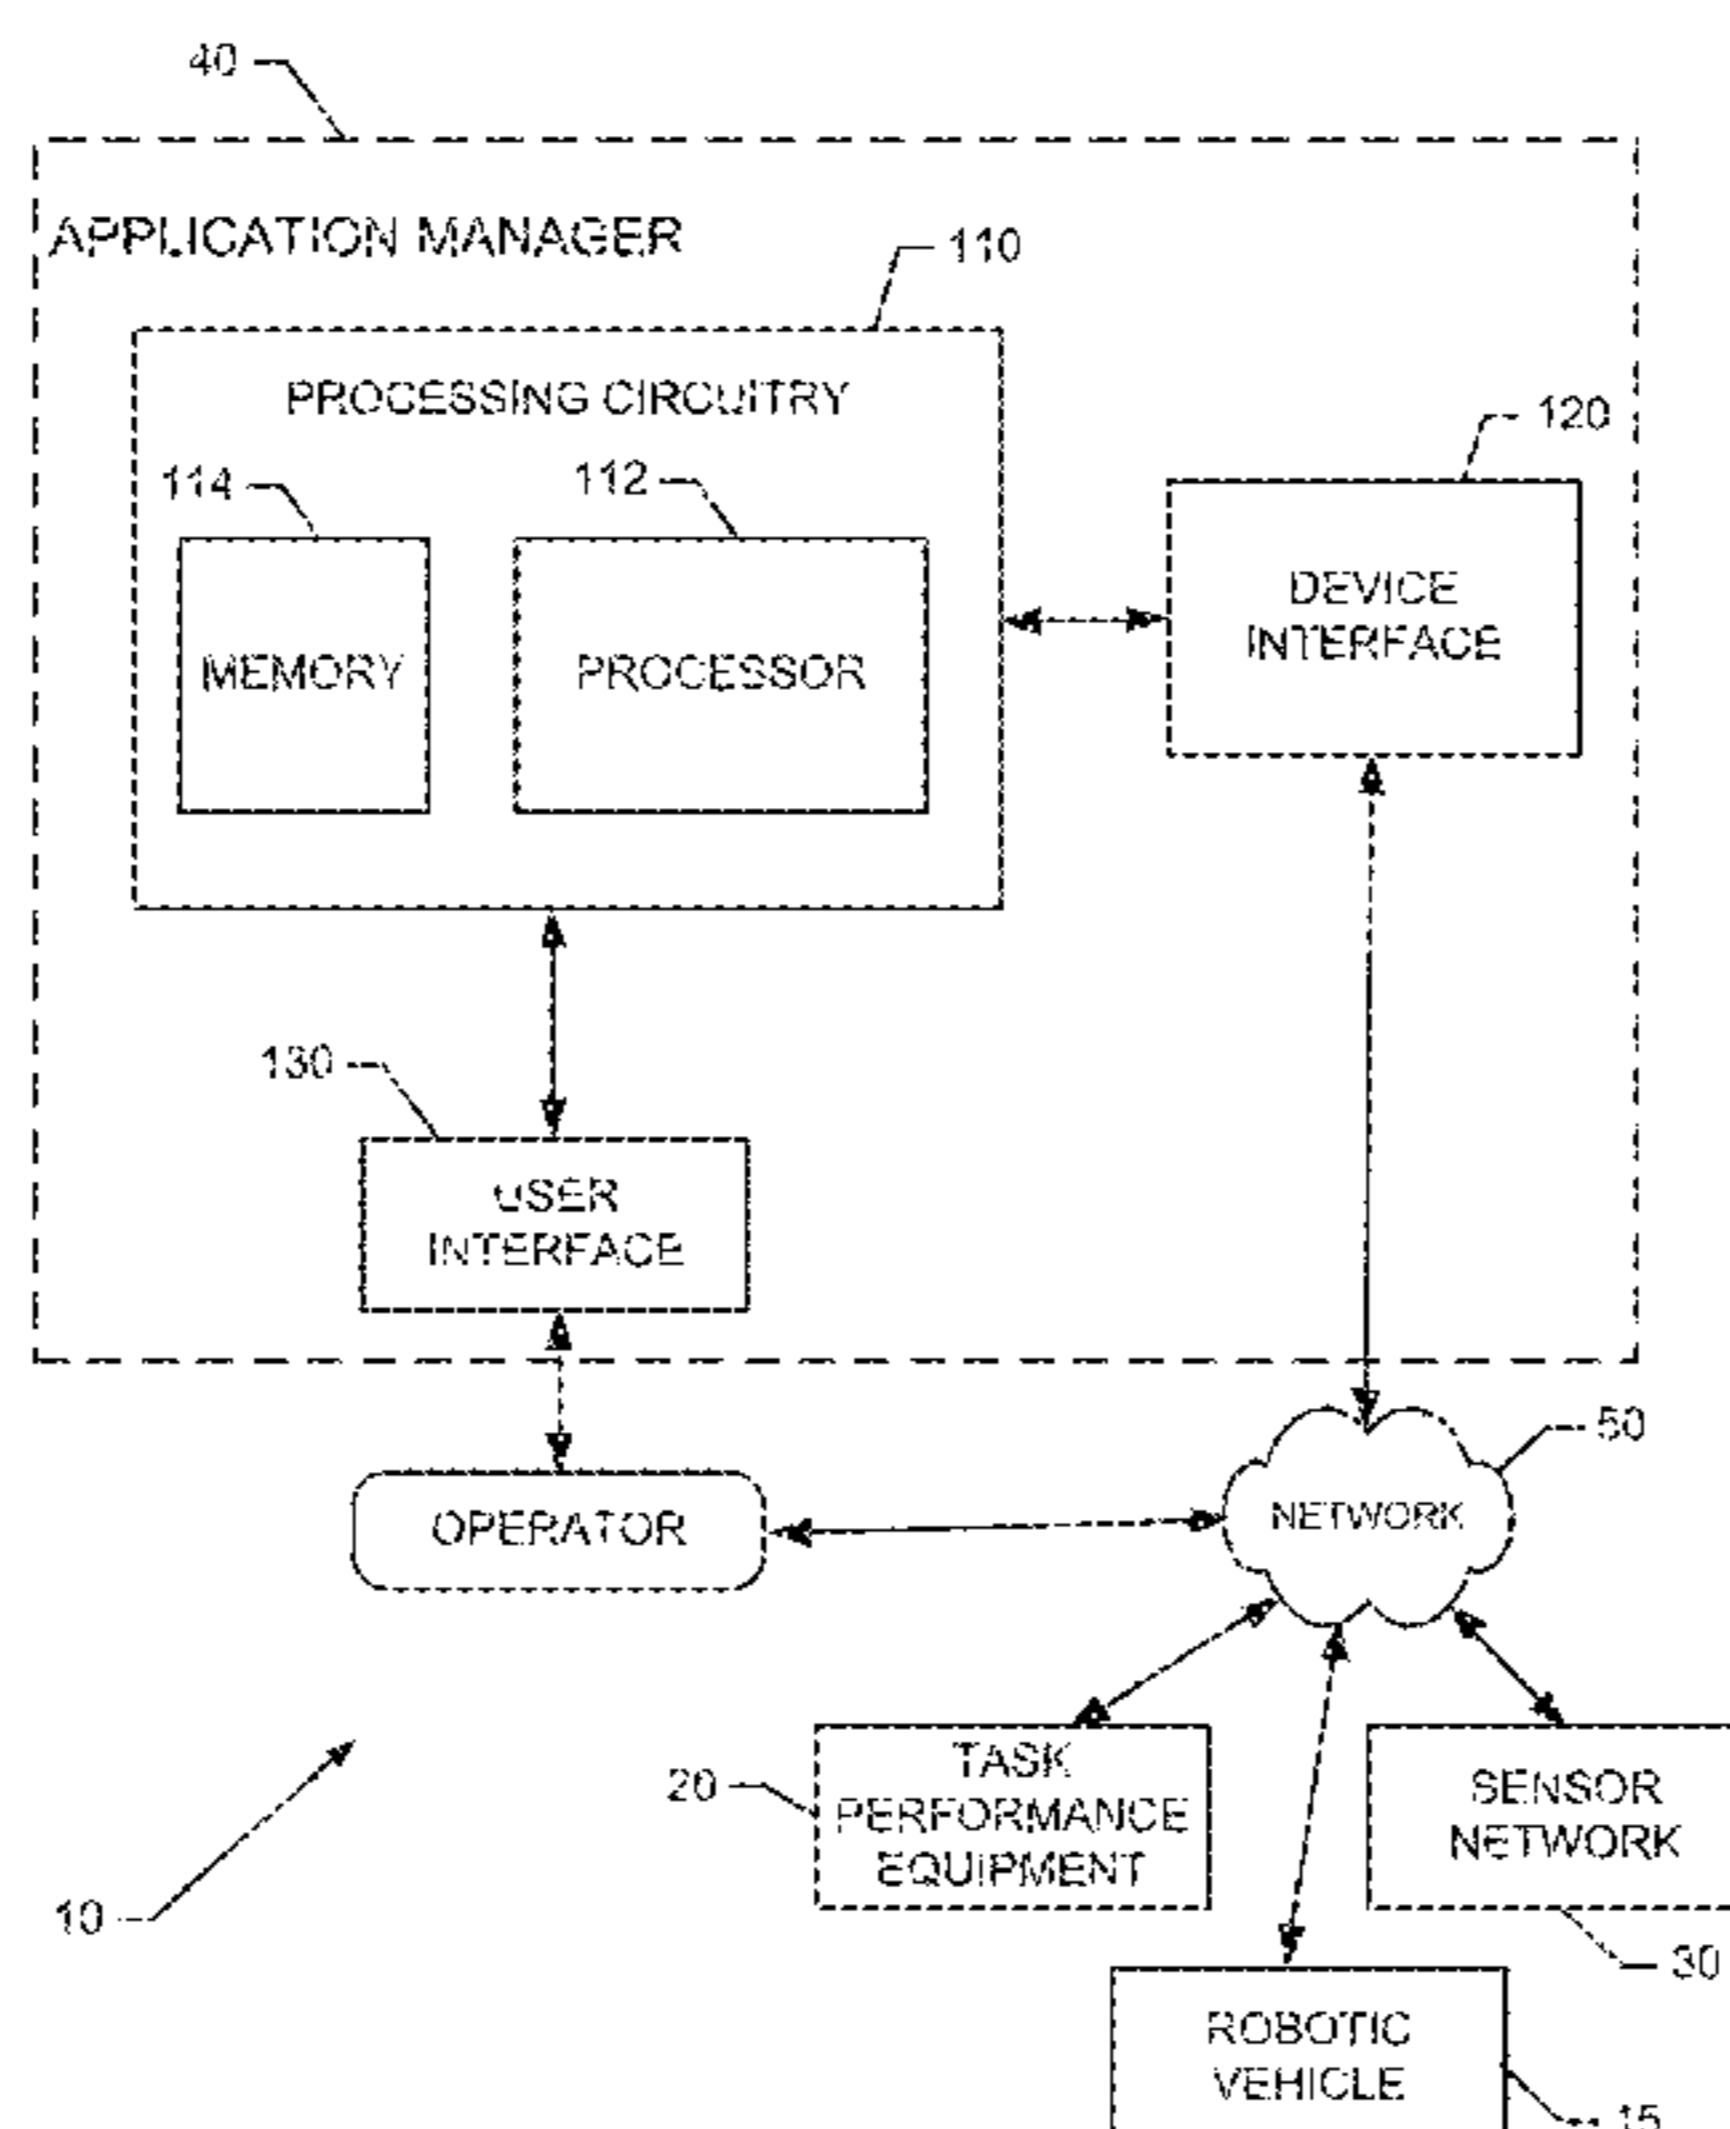 40
APPLICATION MANAGER
110
PROCESSING CIRCUITRY
120
114
112
DEVICE
INTERFACE
MEMORY
PROCESSOR
130
USER
INTERFACE
50
NETWORK
OPERATOR
20
TASK
PERFORMANCE
EQUIPMENT
SENSOR
NETWORK
10
30
ROBOTIC
VEHICLE
15